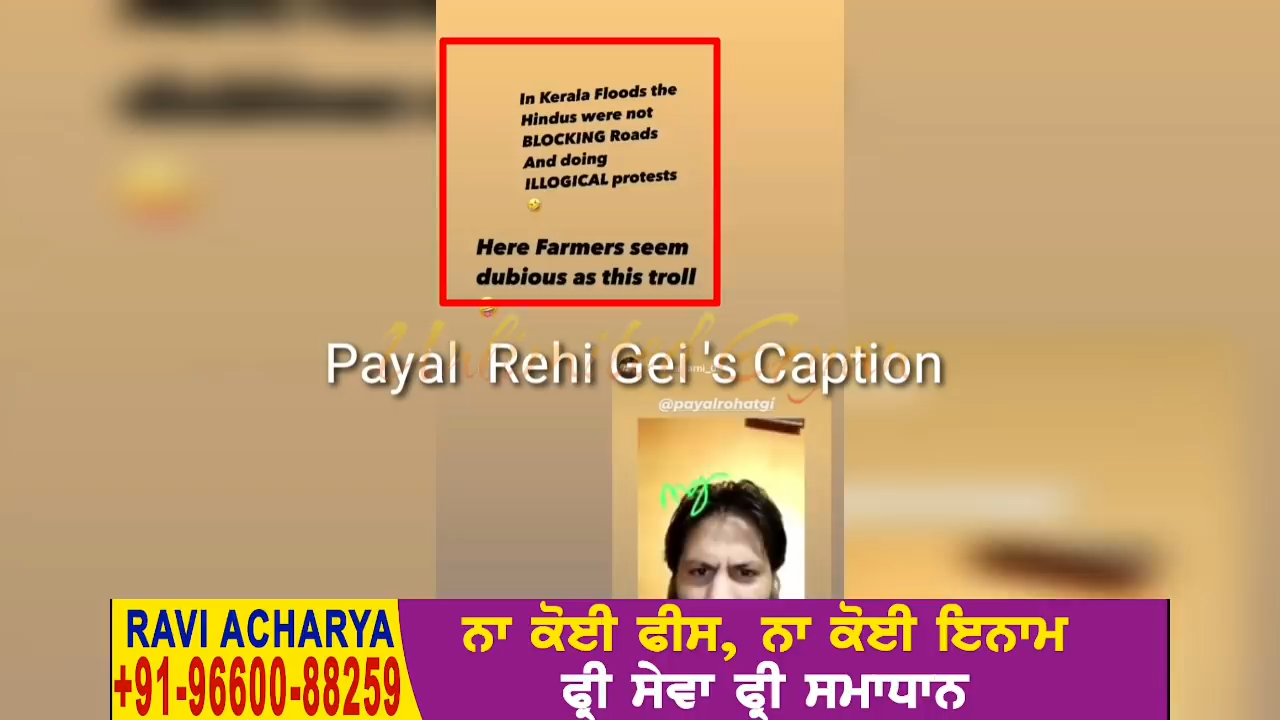 In Kerala Floods the
Hindus were not
BLOCKING Roads
And doing
ILLOGICAL protests
Here Farmers seem
dubious as this troll
Payal Rehi Gei 's Caption
@payalrohatgi
my
RAVI ACHARYA
+91-96600-88259
ਨਾ ਕੋਈ ਫੀਸ, ਨਾ ਕੋਈ ਇਨਾਮ
ਫ੍ਰੀ ਸੇਵਾ ਫ੍ਰੀ ਸਮਾਧਾਨ